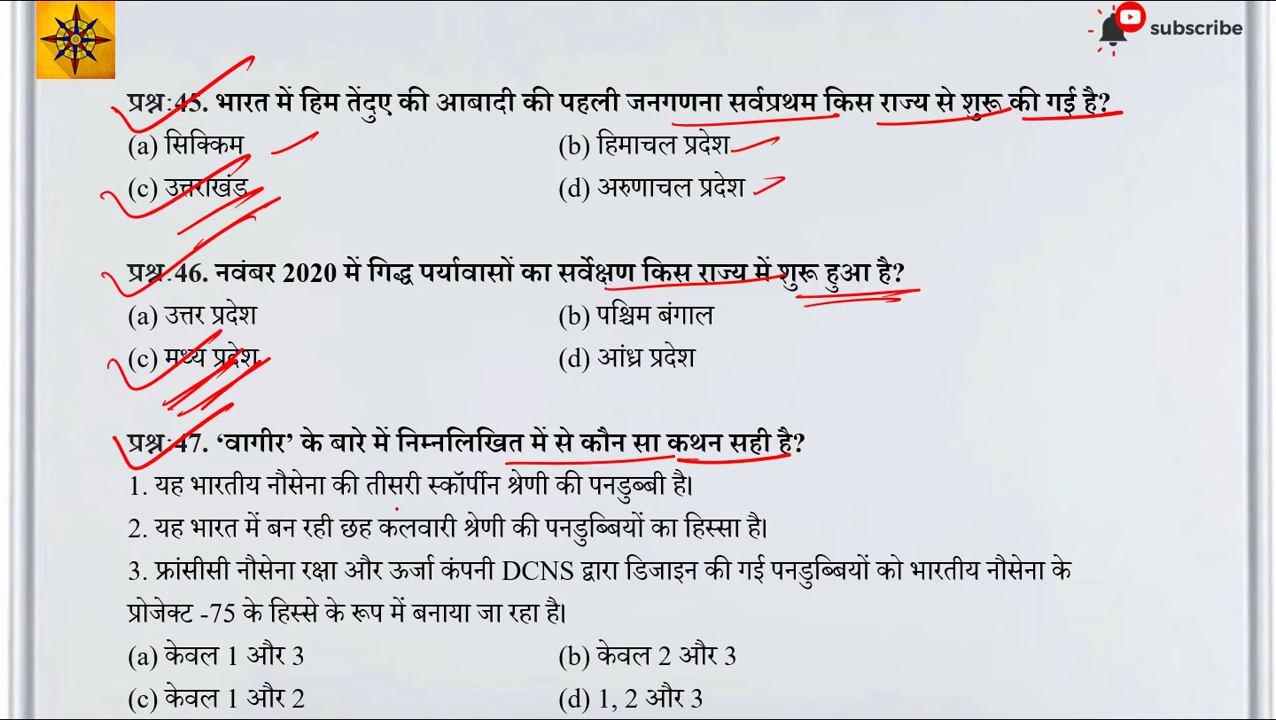 subscribe
प्रश्न:45. भारत में हिम तेंदुए की आबादी की पहली जनगणना सर्वप्रथम किस राज्य से शुरू की गई है?
(a) सिक्किम (b) हिमाचल प्रदेश
(c) उत्तराखंड (d) अरुणाचल प्रदेश
प्रश्न:46. नवंबर 2020 में गिद्ध पर्यावासों का सर्वेक्षण किस राज्य में शुरू हुआ है?
(a) उत्तर प्रदेश (b) पश्चिम बंगाल
(c) मध्य प्रदेश (d) आंध्र प्रदेश
प्रश्न:47. ‘वागीर’ के बारे में निम्नलिखित में से कौन सा कथन सही है?
1. यह भारतीय नौसेना की तीसरी स्कॉर्पीन श्रेणी की पनडुब्बी है।
2. यह भारत में बन रही छह कलवारी श्रेणी की पनडुब्बियों का हिस्सा है।
3. फ्रांसीसी नौसेना रक्षा और ऊर्जा कंपनी DCNS द्वारा डिजाइन की गई पनडुब्बियों को भारतीय नौसेना के
प्रोजेक्ट -75 के हिस्से के रूप में बनाया जा रहा है।
(a) केवल 1 और 3 (b) केवल 2 और 3
(c) केवल 1 और 2 (d) 1, 2 और 3